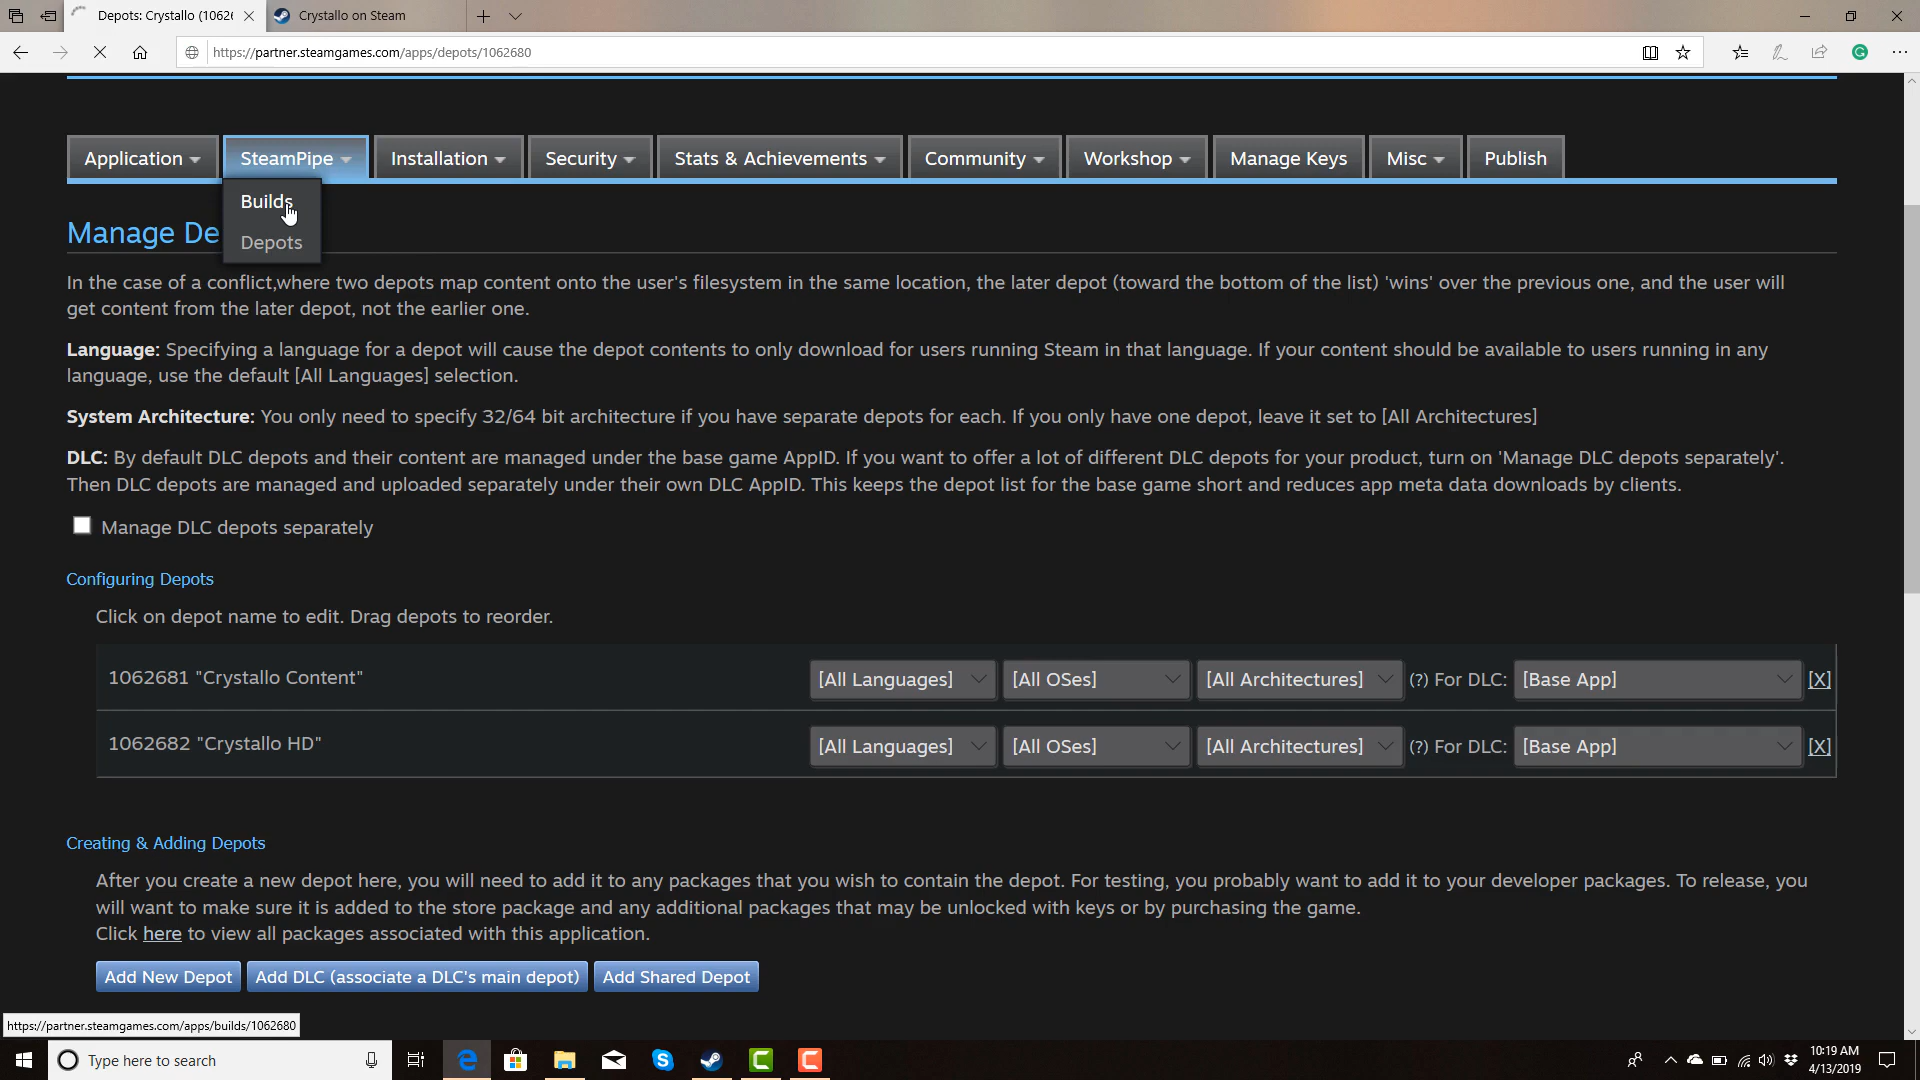 Depots: Crystallo (10626
Crystallo on Steam
https://partner.steamgames.com/apps/depots/1062680
Application
SteamPipe
Installation
Security
Stats & Achievements
Community
Workshop
Manage Keys
Misc
Publish
Builds
Depots
Manage De
In the case of a conflict,where two depots map content onto the user's filesystem in the same location, the later depot (toward the bottom of the list) 'wins' over the previous one, and the user will
get content from the later depot, not the earlier one.
Language: Specifying a language for a depot will cause the depot contents to only download for users running Steam in that language. If your content should be available to users running in any
language, use the default [All Languages] selection.
System Architecture: You only need to specify 32/64 bit architecture if you have separate depots for each. If you only have one depot, leave it set to [All Architectures]
DLC: By default DLC depots and their content are managed under the base game AppID. If you want to offer a lot of different DLC depots for your product, turn on 'Manage DLC depots separately'.
Then DLC depots are managed and uploaded separately under their own DLC AppID. This keeps the depot list for the base game short and reduces app meta data downloads by clients.
Manage DLC depots separately
Configuring Depots
Click on depot name to edit. Drag depots to reorder.
1062681 "Crystallo Content" [All Languages] [All OSes] [All Architectures] (?) For DLC: [Base App] [X]
1062682 "Crystallo HD" [All Languages] [All OSes] [All Architectures] (?) For DLC: [Base App] [X]
Creating & Adding Depots
After you create a new depot here, you will need to add it to any packages that you wish to contain the depot. For testing, you probably want to add it to your developer packages. To release, you
will want to make sure it is added to the store package and any additional packages that may be unlocked with keys or by purchasing the game.
Click here to view all packages associated with this application.
Add New Depot
Add DLC (associate a DLC's main depot)
Add Shared Depot
https://partner.steamgames.com/apps/builds/1062680
Type here to search
10:19 AM
4/13/2019